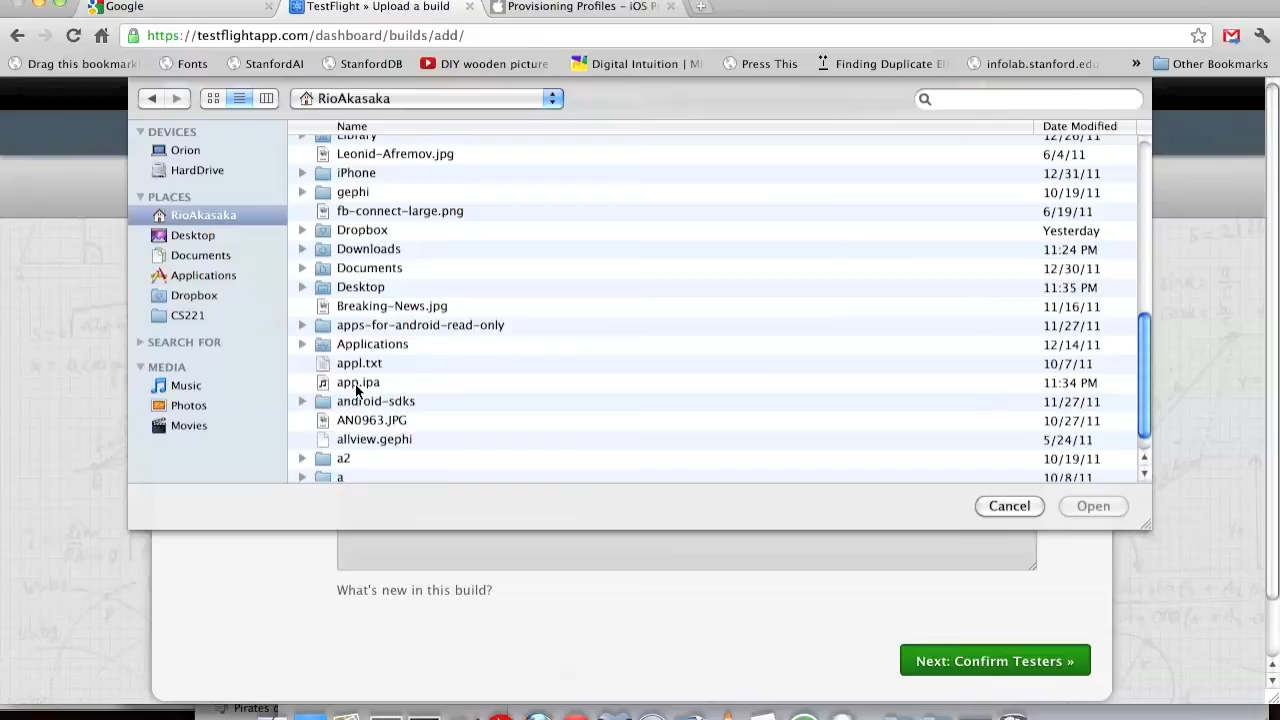 Google
TestFlight » Upload a build
Provisioning Profiles – iOS P
https://testflightapp.com/dashboard/builds/add/
Drag this bookmark
Fonts
StanfordAI
StanfordDB
DIY wooden picture
Digital Intuition | M
Press This
Finding Duplicate El
infolab.stanford.edu
»
Other Bookmarks
RioAkasaka
Name
Date Modified
DEVICES
Orion
HardDrive
PLACES
RioAkasaka
Desktop
Documents
Applications
Dropbox
CS221
SEARCH FOR
MEDIA
Music
Photos
Movies
Library 12/26/11
Leonid-Afremov.jpg 6/4/11
iPhone 12/31/11
gephi 10/19/11
fb-connect-large.png 6/19/11
Dropbox Yesterday
Downloads 11:24 PM
Documents 12/30/11
Desktop 11:35 PM
Breaking-News.jpg 11/16/11
apps-for-android-read-only 11/27/11
Applications 12/14/11
appl.txt 10/7/11
app.ipa 11:34 PM
android-sdks 11/27/11
AN0963.JPG 10/27/11
allview.gephi 5/24/11
a2 10/19/11
a 10/8/11
Cancel
Open
What's new in this build?
Next: Confirm Testers »
Pirates c